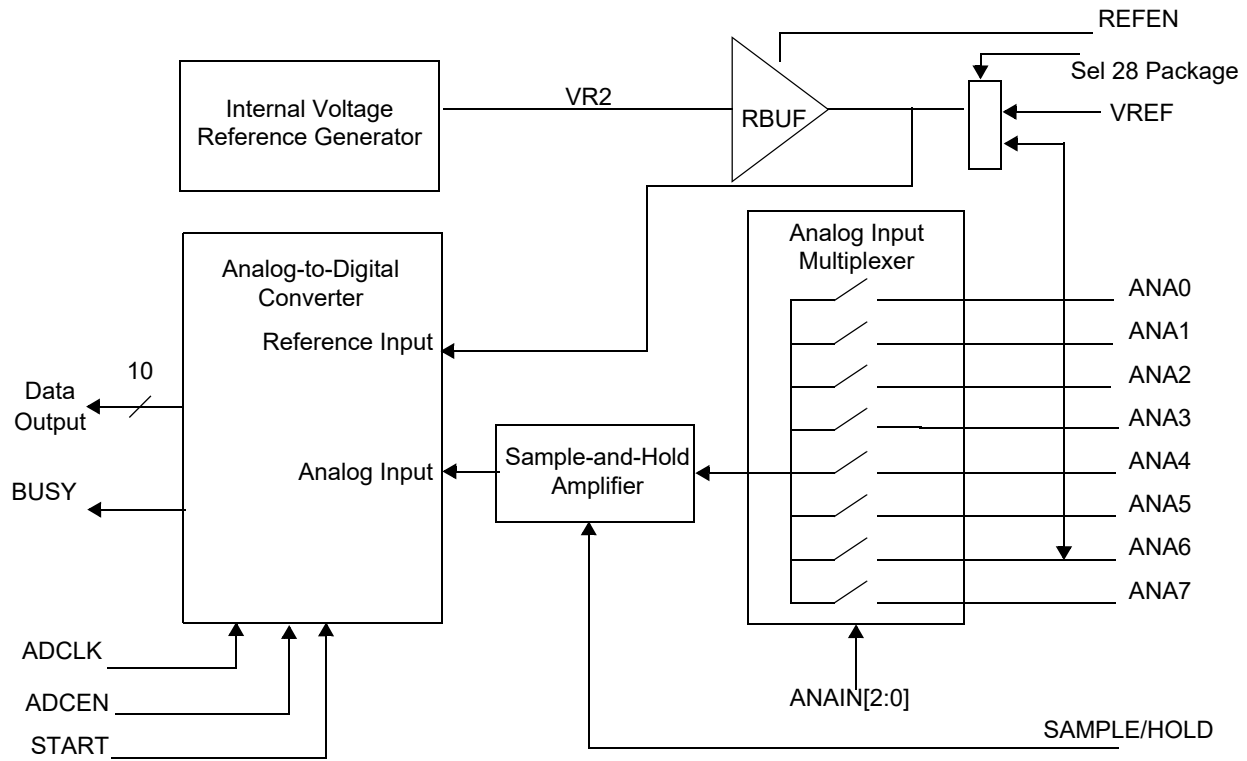 REFEN
Sel 28 Package
VREF
Internal Voltage
Reference Generator
VR2
RBUF
Analog Input
Multiplexer
Analog-to-Digital
Converter
Reference Input
ANA0
ANA1
ANA2
ANA3
ANA4
ANA5
ANA6
ANA7
10
Data
Output
Analog Input
Sample-and-Hold
Amplifier
BUSY
ADCLK
ADCEN
START
ANAIN[2:0]
SAMPLE/HOLD